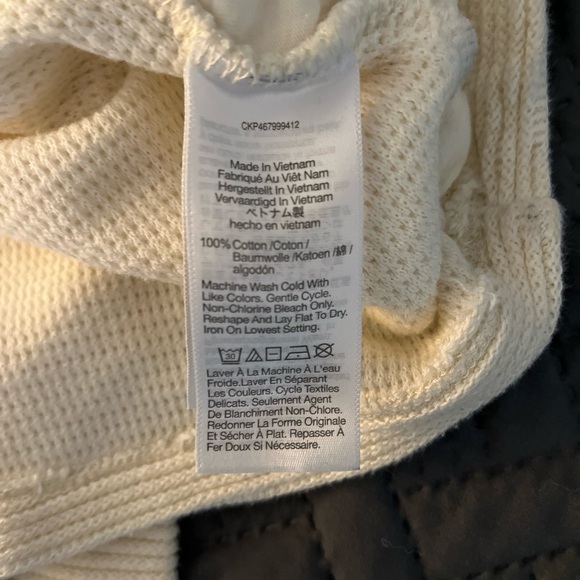 CKP467999412
Made In Vietnam
Fabriqué Au Viêt Nam
Hergestellt In Vietnam
Vervaardigd In Vietnam
ベトナム製
hecho en vietnam
100% Cotton /Coton /
Baumwolle /Katoen /綿 /
algodón
Machine Wash Cold With
Like Colors. Gentle Cycle.
Non-Chlorine Bleach Only.
Reshape And Lay Flat To Dry.
Iron On Lowest Setting.
30
Laver À La Machine À L'eau
Froide.Laver En Séparant
Les Couleurs. Cycle Textiles
Delicats. Seulement Agent
De Blanchiment Non-Chlore.
Redonner La Forme Originale
Et Sécher À Plat. Repasser À
Fer Doux Si Nécessaire.